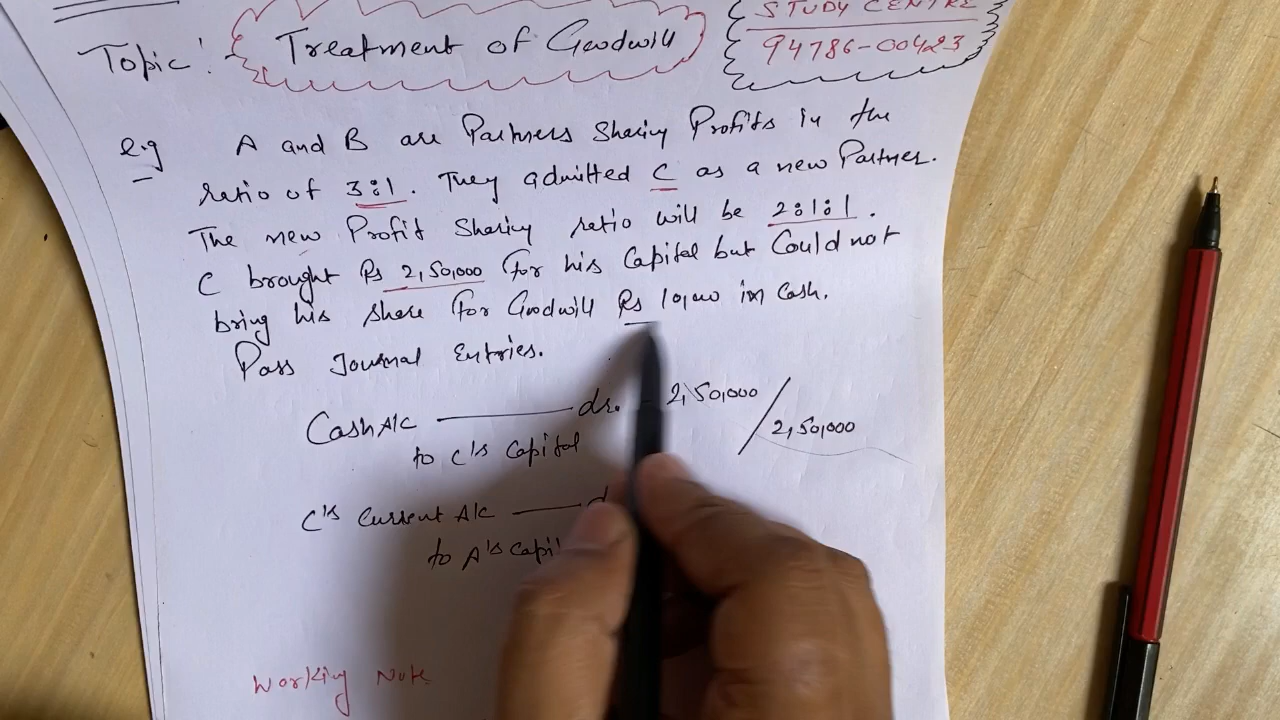 STUDY CENTRE
94786-00423
Topic:- Treatment of Goodwill
e.g A and B are Partners Sharing Profits in the
ratio of 3:1. They admitted C as a new Partner.
The new Profit Sharing ratio will be 2:1:1.
C brought Rs 2,50,000 for his Capital but Could not
bring his share for Goodwill Rs 10,000 in Cash.
Pass Journal Entries.
Cash A/c dr. 2,50,000
to C's Capital 2,50,000
C's Current A/c
to A's Capi
Working Note